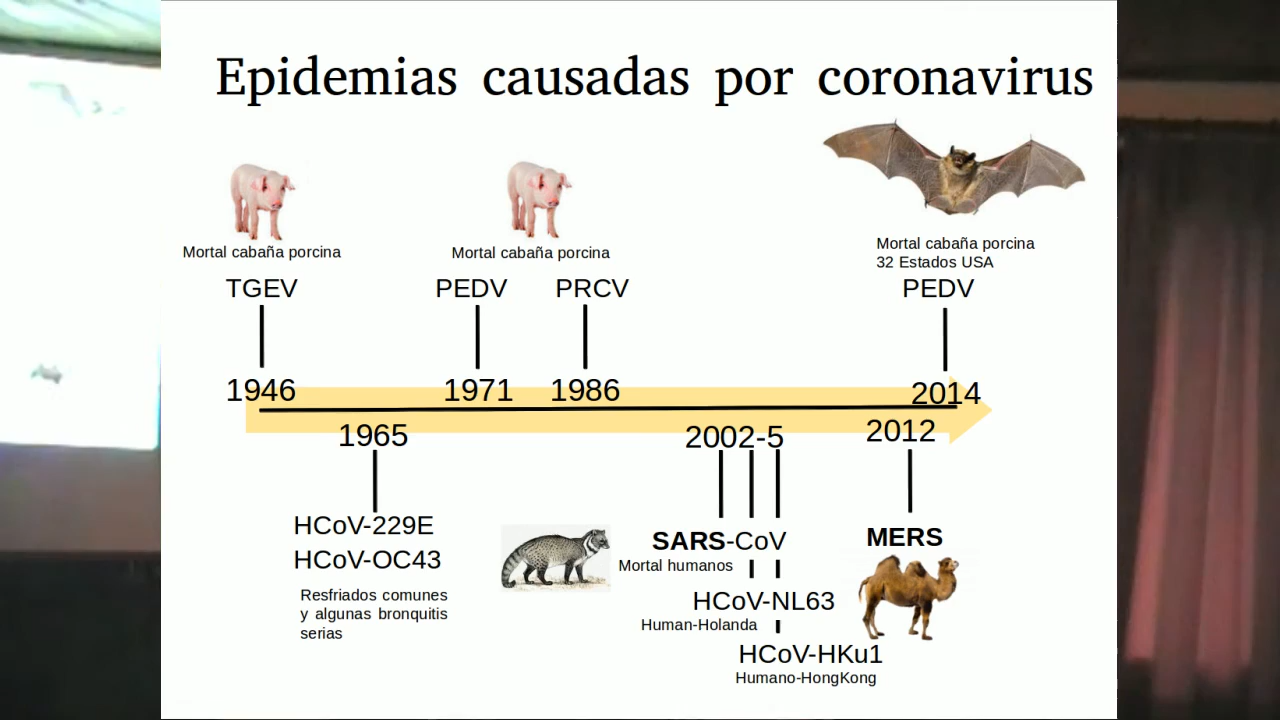 Epidemias causadas por coronavirus
Mortal cabaña porcina
TGEV
Mortal cabaña porcina
PEDV PRCV
Mortal cabaña porcina
32 Estados USA
PEDV
1946 1971 1986 2014
1965 2002-5 2012
HCoV-229E
HCoV-OC43
Resfriados comunes
y algunas bronquitis
serias
SARS-CoV
Mortal humanos
HCoV-NL63
Human-Holanda
HCoV-HKu1
Humano-HongKong
MERS